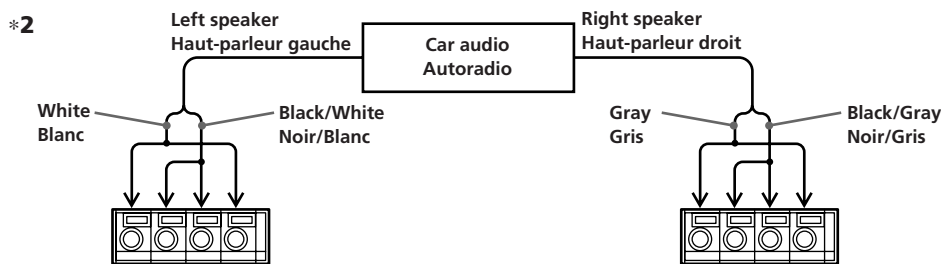 *2
Left speaker
Haut-parleur gauche
Car audio
Autoradio
Right speaker
Haut-parleur droit
White
Blanc
Black/White
Noir/Blanc
Gray
Gris
Black/Gray
Noir/Gris